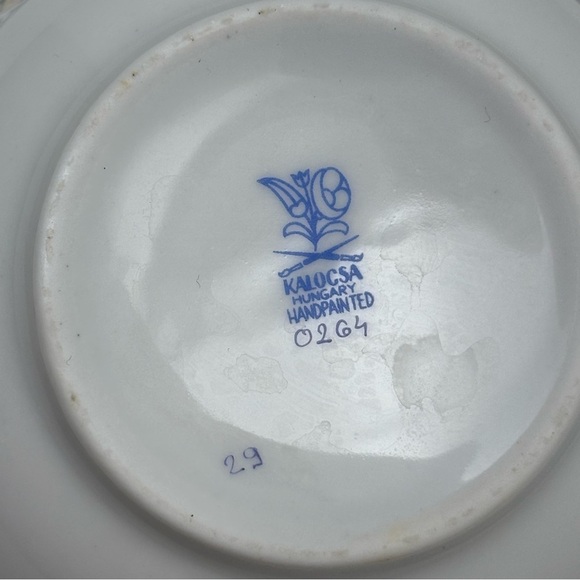 KALOCSA
HUNGARY
HANDPAINTED
0264
29